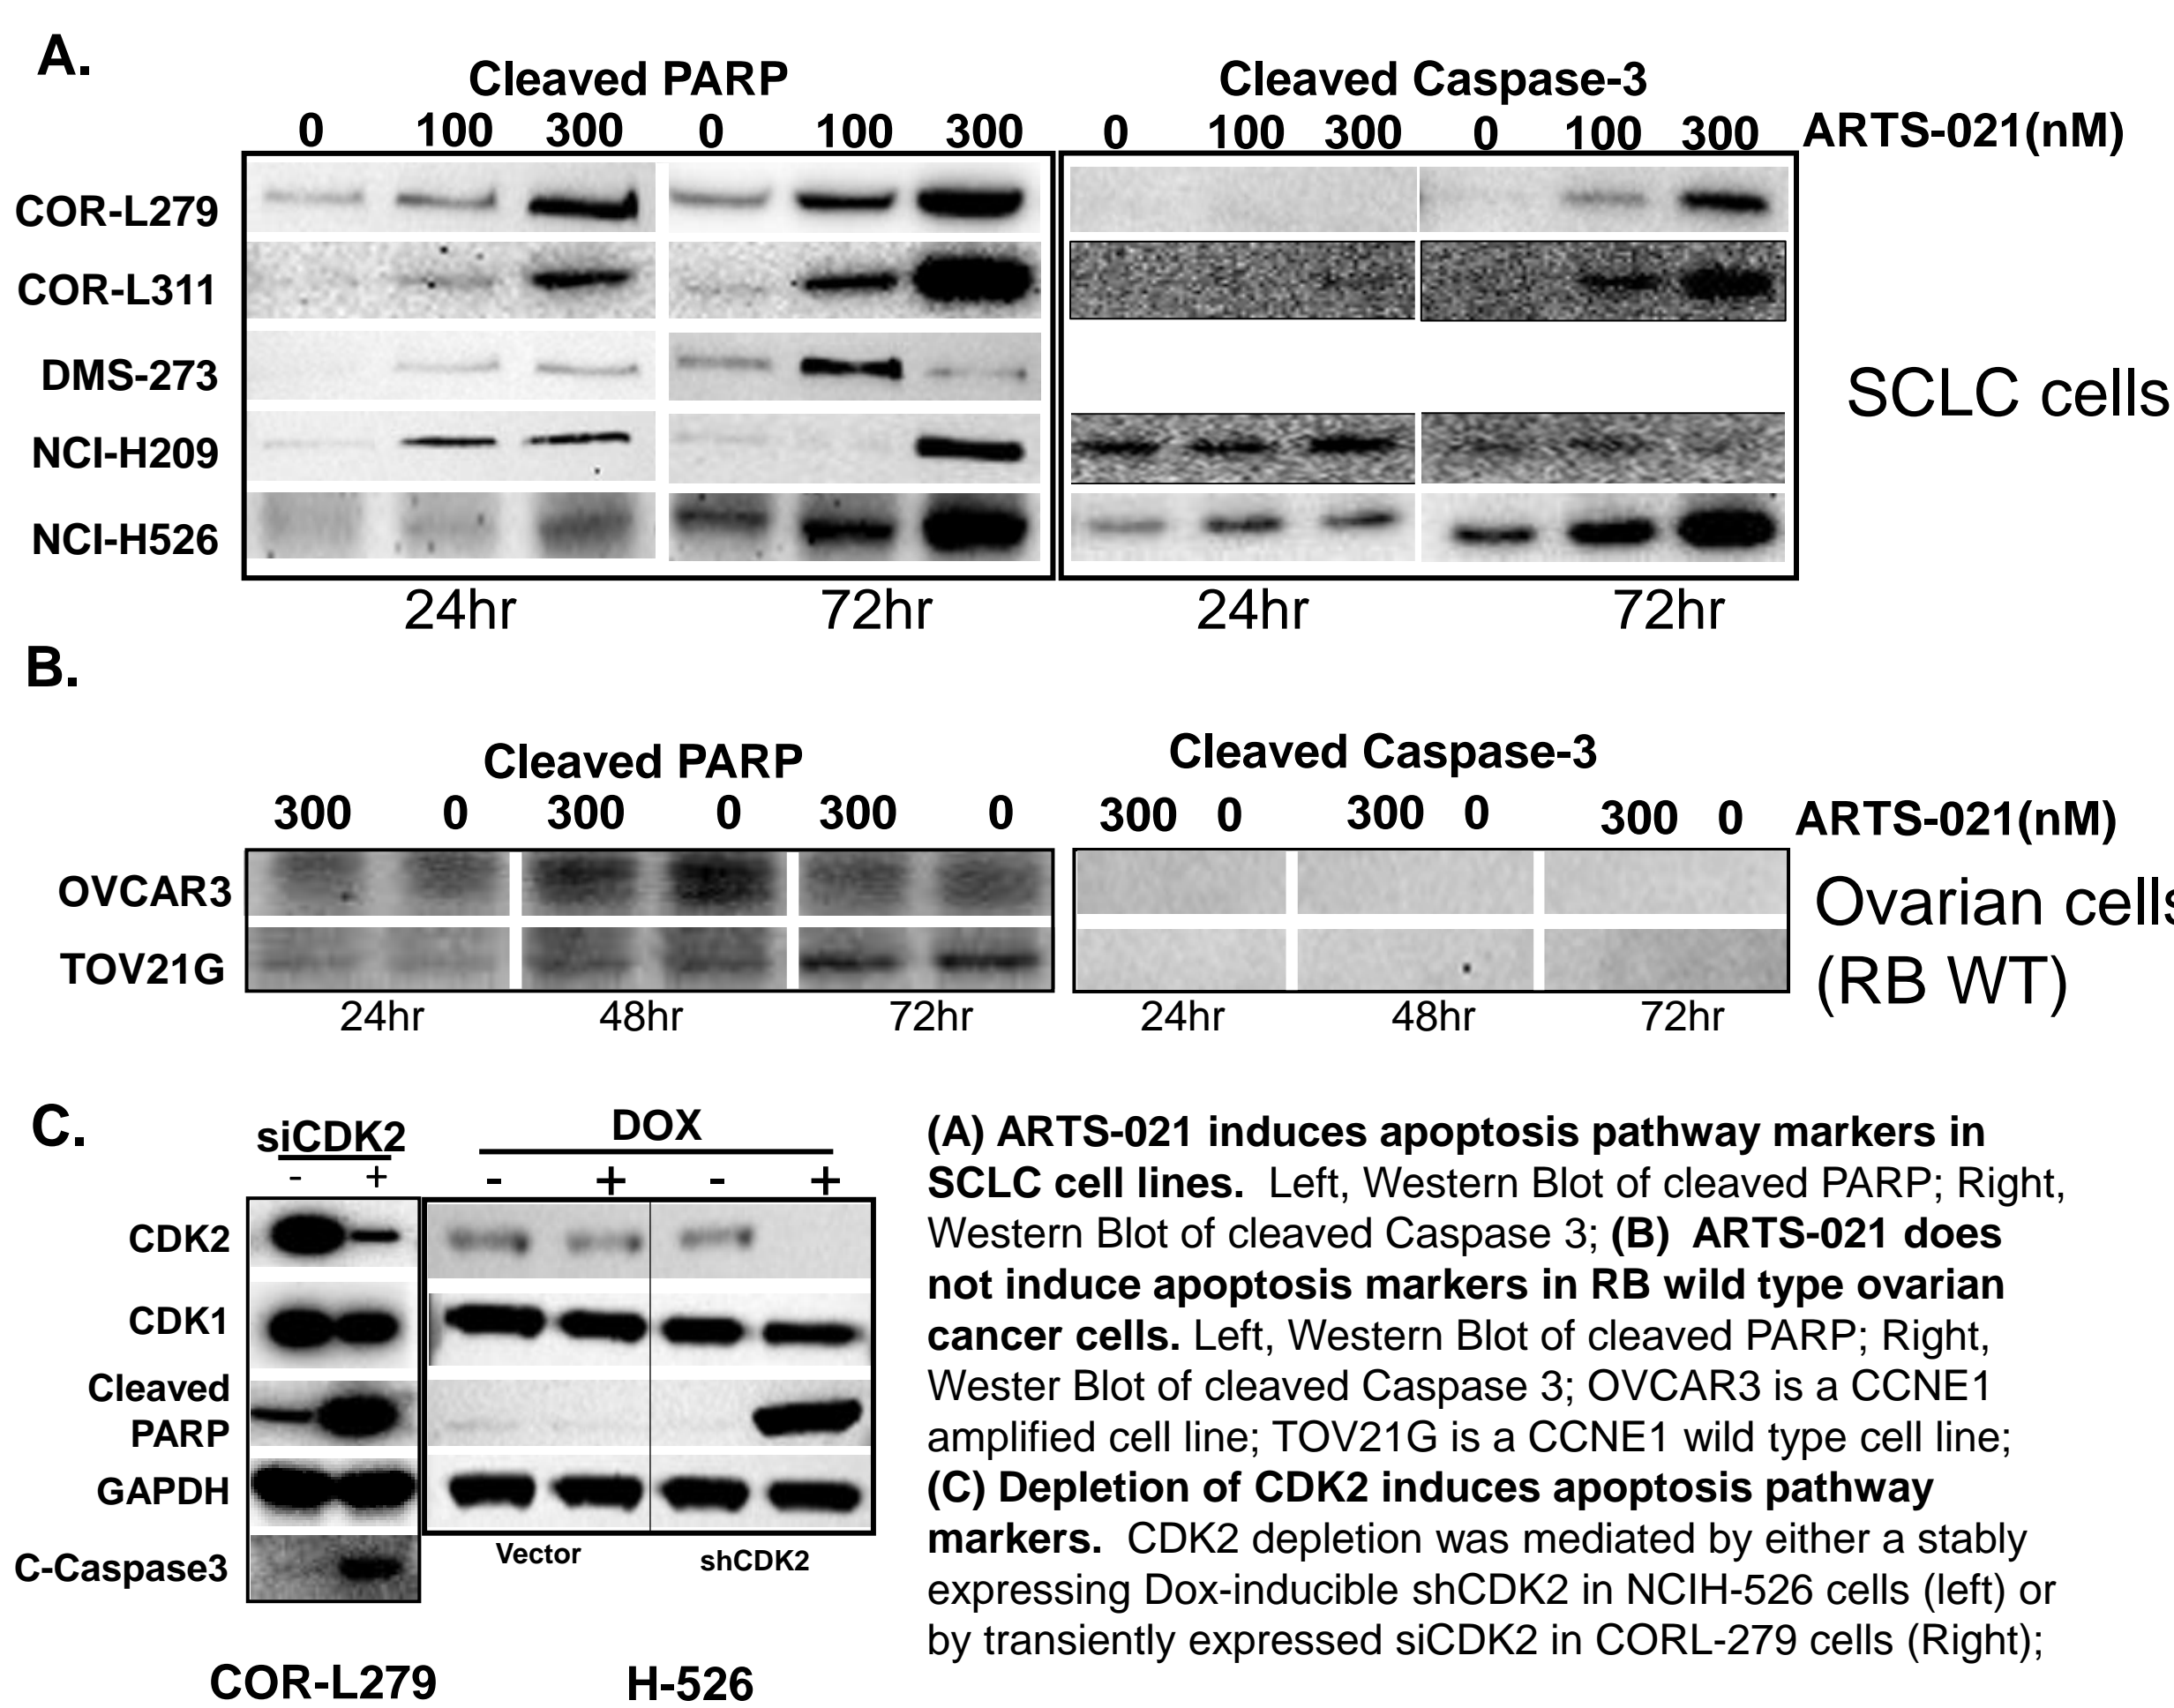 A.
Cleaved PARP Cleaved Caspase-3
0 100 300 0 100 300 0 100 300 0 100 300 ARTS-021(nM)
COR-L279
COR-L311
DMS-273
SCLC cells
NCI-H209
NCI-H526
24hr 72hr 24hr 72hr
B.
Cleaved PARP Cleaved Caspase-3
300 0 300 0 300 0 300 0 300 0 300 0 ARTS-021(nM)
OVCAR3
Ovarian cells
TOV21G
(RB WT)
24hr 48hr 72hr 24hr 48hr 72hr
C.
siCDK2 DOX
- + - + - +
CDK2
CDK1
Cleaved
PARP
GAPDH
C-Caspase3
Vector shCDK2
COR-L279 H-526
(A) ARTS-021 induces apoptosis pathway markers in
SCLC cell lines. Left, Western Blot of cleaved PARP; Right,
Western Blot of cleaved Caspase 3; (B) ARTS-021 does
not induce apoptosis markers in RB wild type ovarian
cancer cells. Left, Western Blot of cleaved PARP; Right,
Wester Blot of cleaved Caspase 3; OVCAR3 is a CCNE1
amplified cell line; TOV21G is a CCNE1 wild type cell line;
(C) Depletion of CDK2 induces apoptosis pathway
markers. CDK2 depletion was mediated by either a stably
expressing Dox-inducible shCDK2 in NCIH-526 cells (left) or
by transiently expressed siCDK2 in CORL-279 cells (Right);